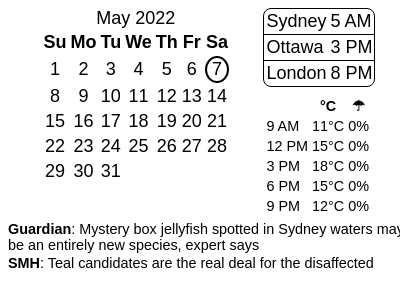 May 2022
Su Mo Tu We Th Fr Sa
1 2 3 4 5 6 7
8 9 10 11 12 13 14
15 16 17 18 19 20 21
22 23 24 25 26 27 28
29 30 31
Sydney 5 AM
Ottawa 3 PM
London 8 PM
°C ☂
9 AM 11°C 0%
12 PM 15°C 0%
3 PM 18°C 0%
6 PM 15°C 0%
9 PM 12°C 0%
Guardian: Mystery box jellyfish spotted in Sydney waters may
be an entirely new species, expert says
SMH: Teal candidates are the real deal for the disaffected